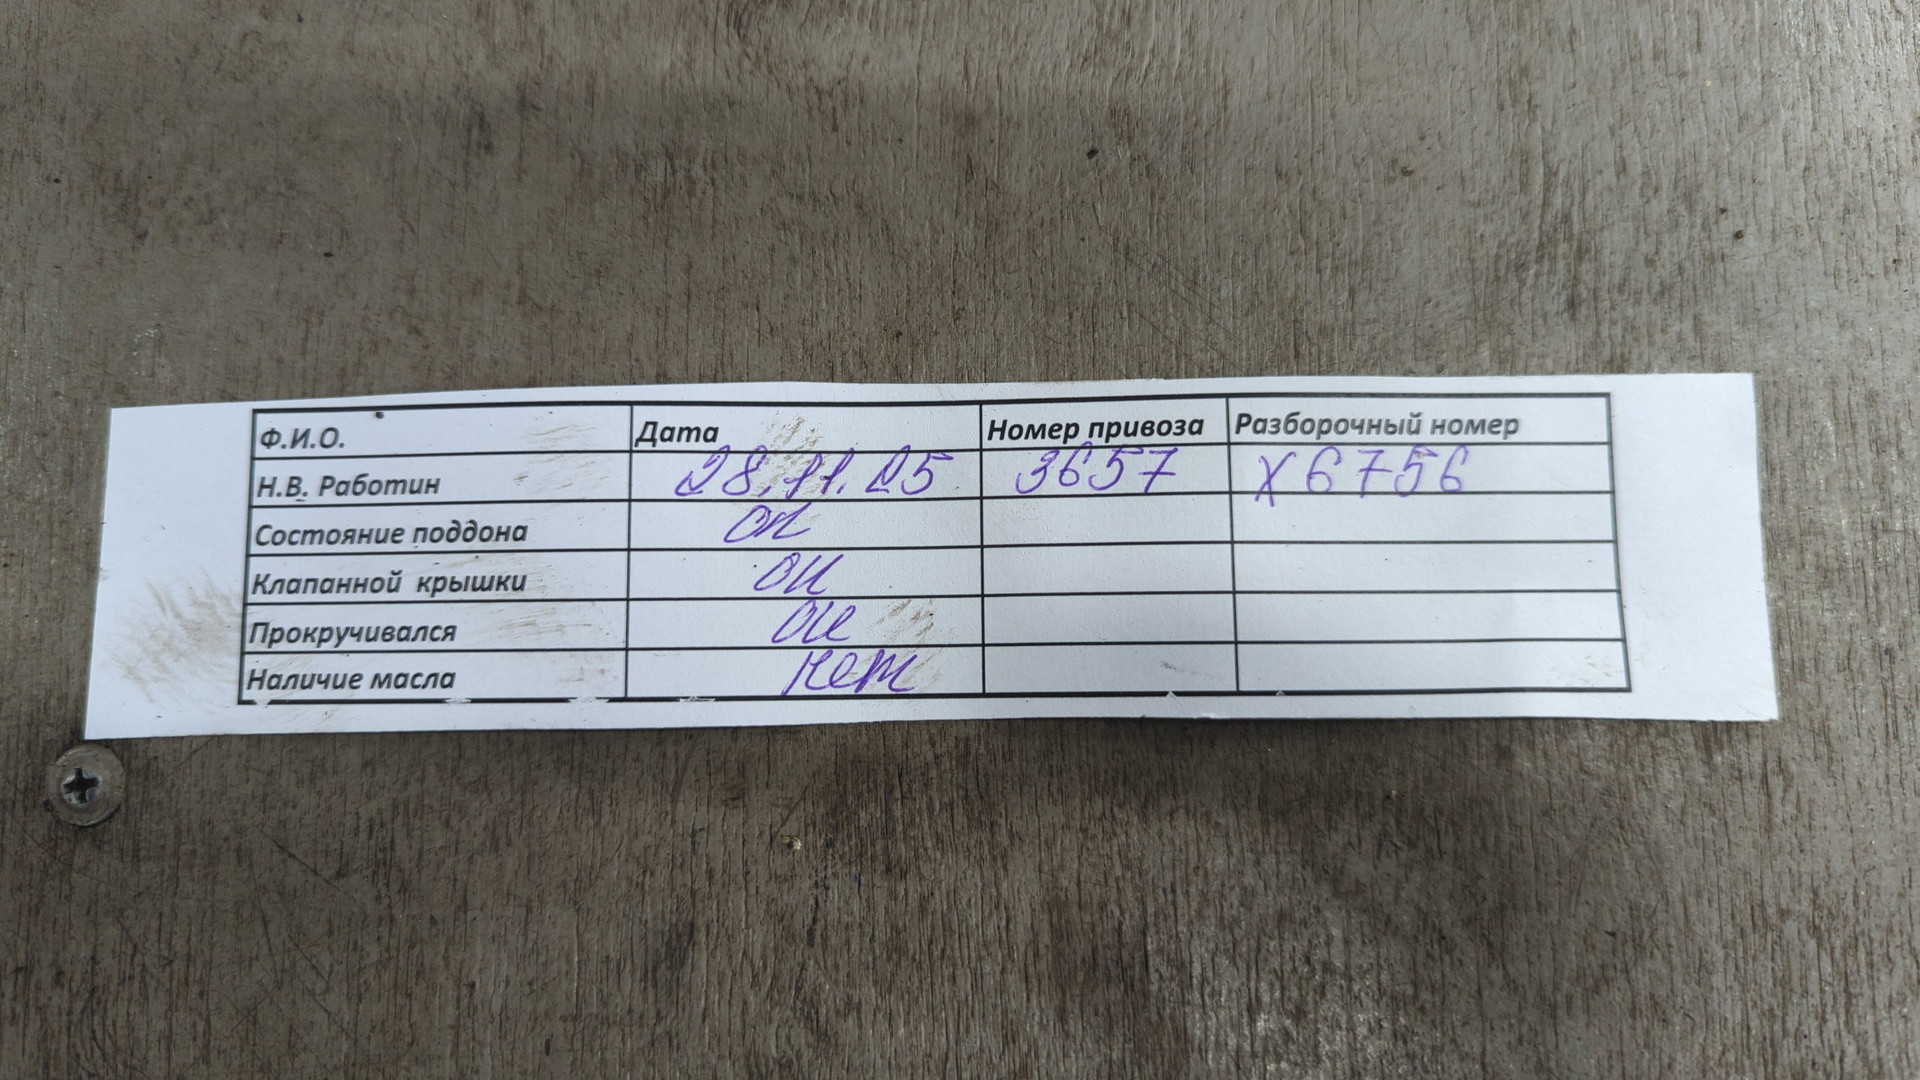 Ф.И.О. Дата Номер привоза Разборочный номер
Н.В. Работин 28.11.25 3657 X6756
Состояние поддона ок
Клапанной крышки ок
Прокручивался ок
Наличие масла нет